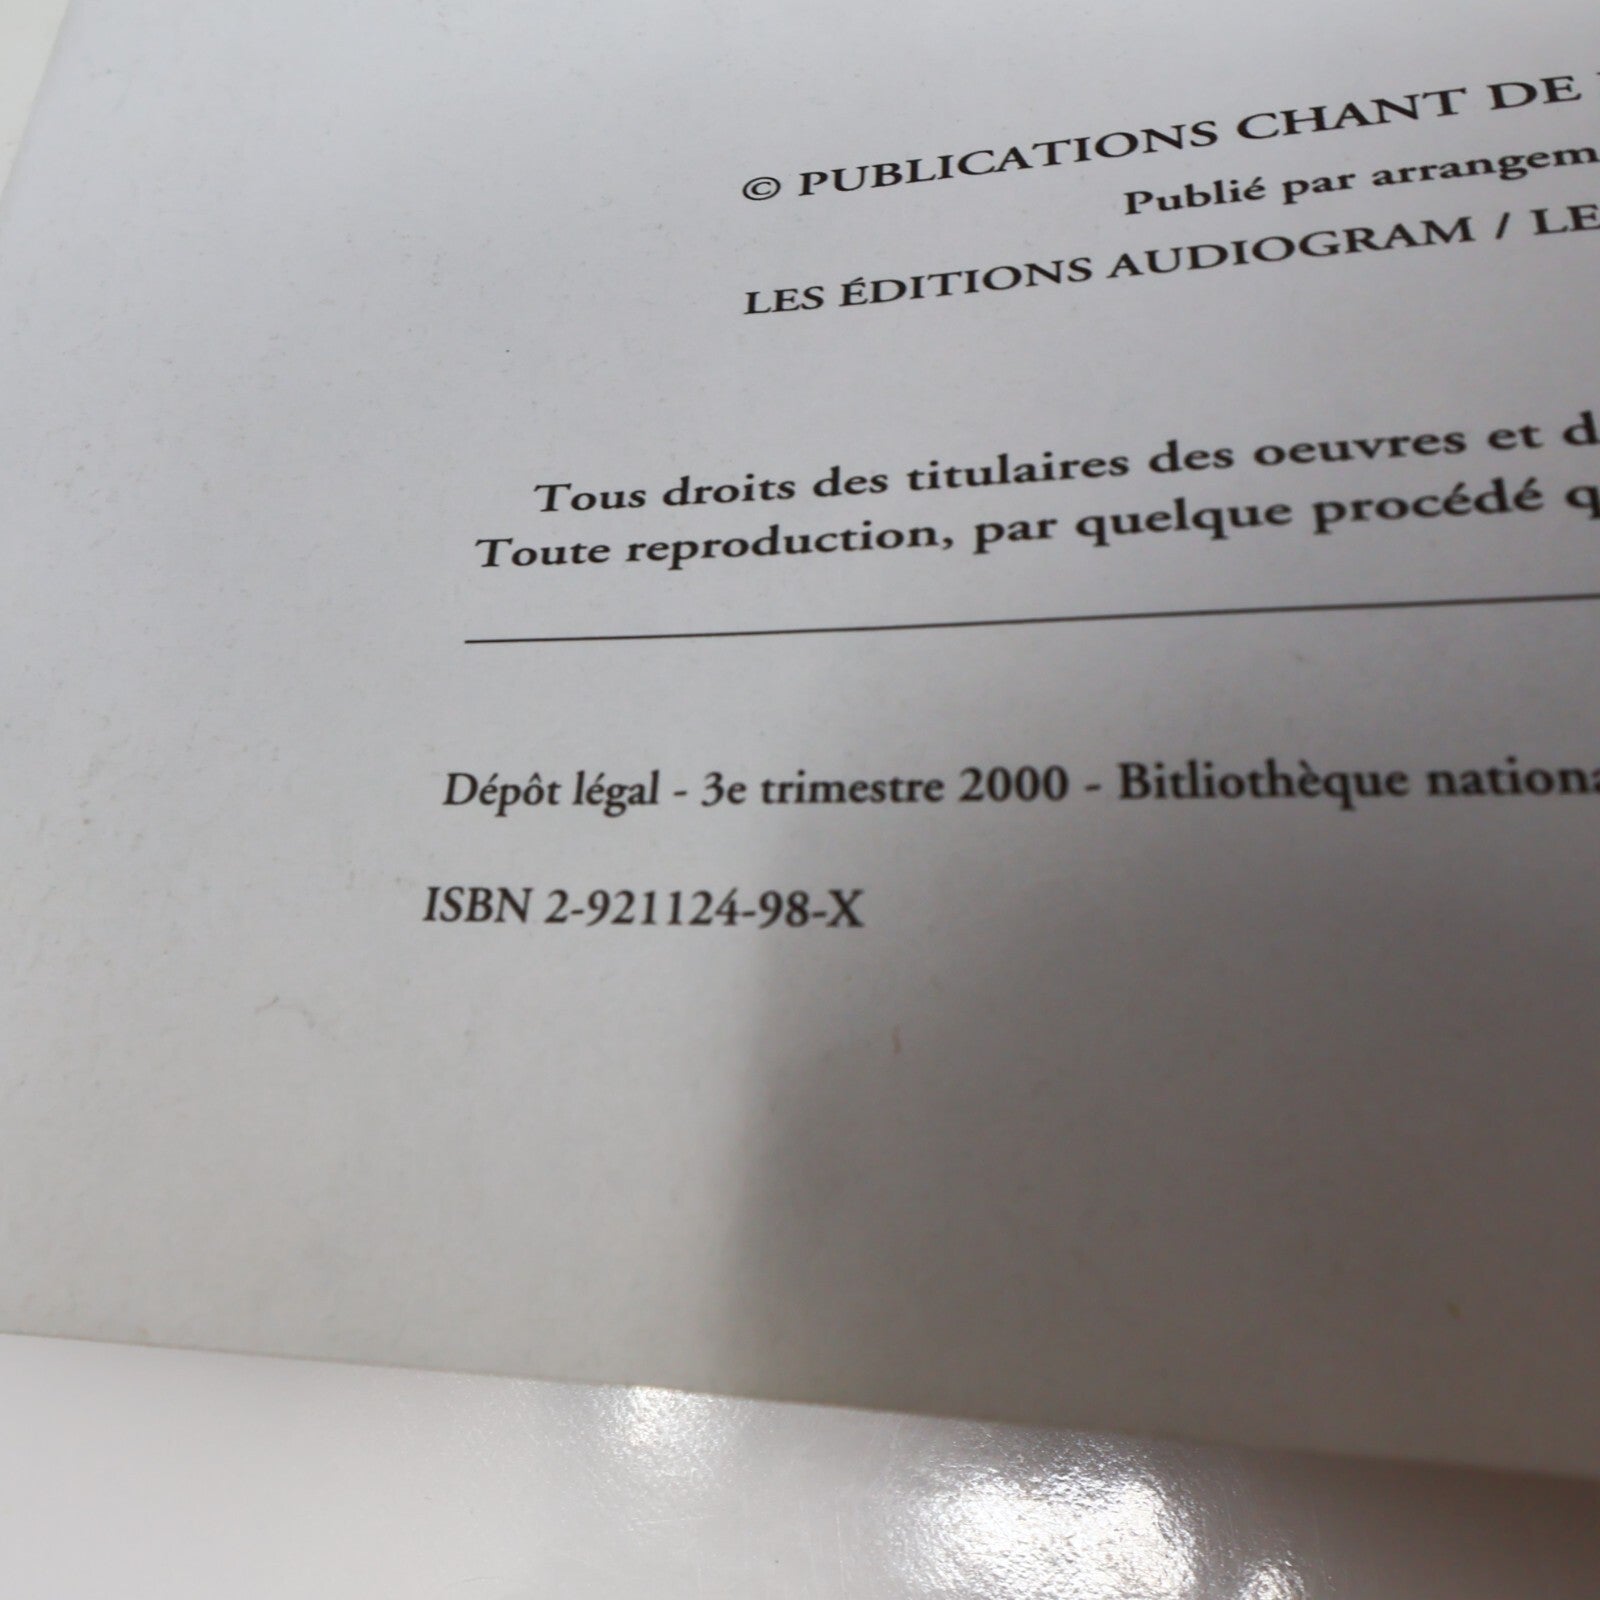 © PUBLICATIONS CHANT DE
Publié par arrangem
LES ÉDITIONS AUDIOGRAM / LE
Tous droits des titulaires des oeuvres et d
Toute reproduction, par quelque procédé q
Dépôt légal - 3e trimestre 2000 - Bitliothèque nationa
ISBN 2-921124-98-X